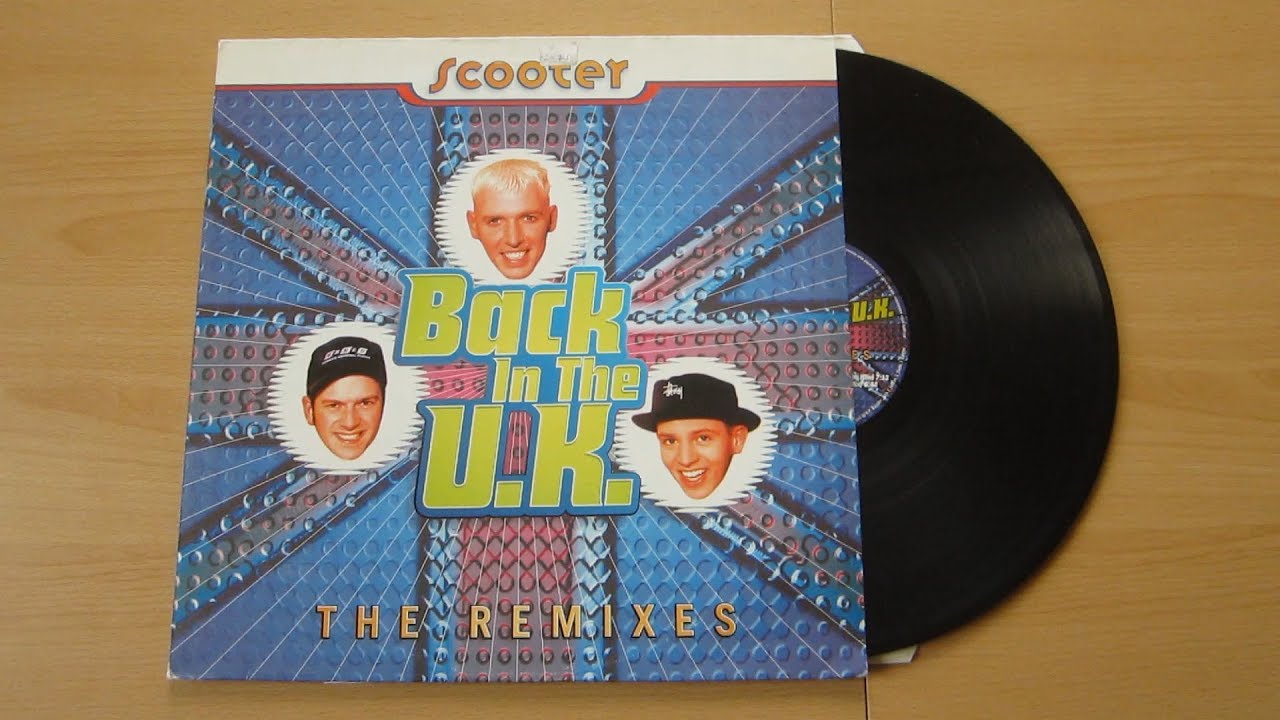 Scooter
Back
In The
U.K.
THE REMIXES
U.K.